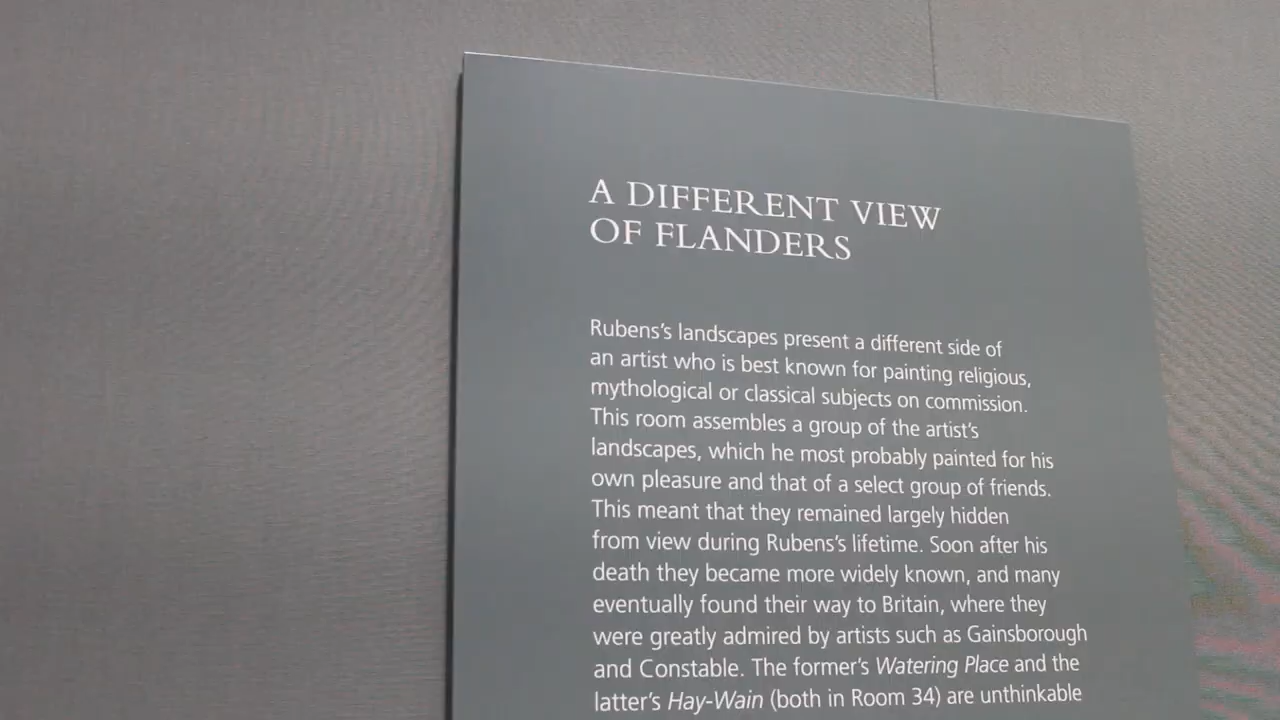 A DIFFERENT VIEW
OF FLANDERS
Rubens's landscapes present a different side of
an artist who is best known for painting religious,
mythological or classical subjects on commission.
This room assembles a group of the artist's
landscapes, which he most probably painted for his
own pleasure and that of a select group of friends.
This meant that they remained largely hidden
from view during Rubens's lifetime. Soon after his
death they became more widely known, and many
eventually found their way to Britain, where they
were greatly admired by artists such as Gainsborough
and Constable. The former's Watering Place and the
latter's Hay-Wain (both in Room 34) are unthinkable